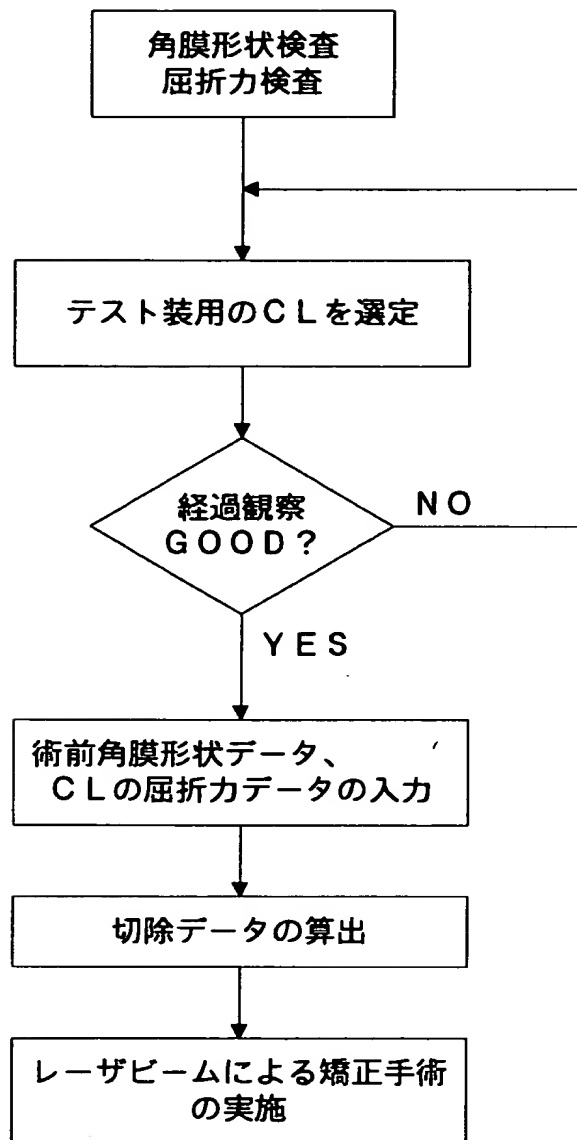 角膜形状検査
屈折力検査
テスト装用のCLを選定
経過観察
GOOD?
NO
YES
術前角膜形状データ、
CLの屈折力データの入力
切除データの算出
レーザビームによる矯正手術
の実施